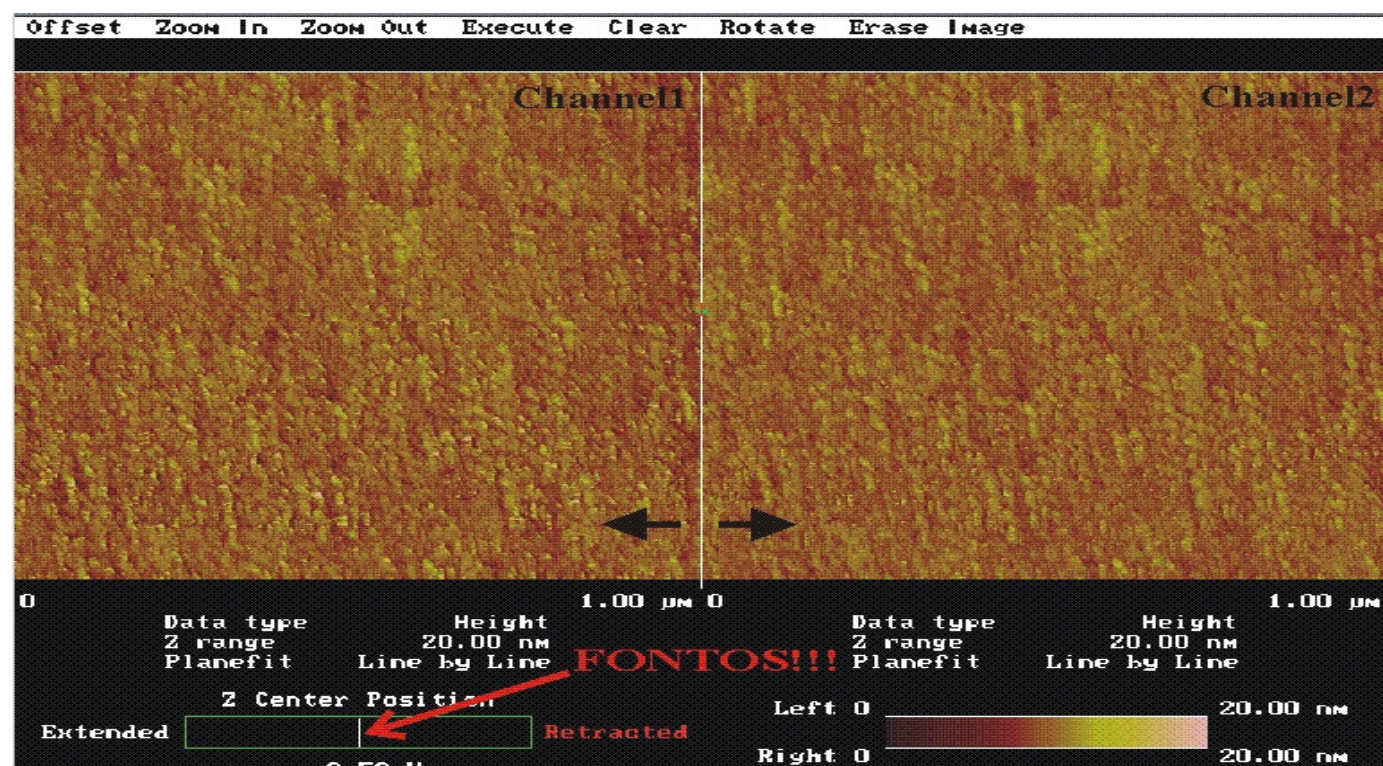 Offset Zoom In Zoom Out Execute Clear Rotate Erase Image
Channel1
Channel2
0 1.00 µm
0 1.00 µm
Data type Height
Z range 20.00 nm
Planefit Line by Line
Data type Height
Z range 20.00 nm
Planefit Line by Line
FONTOS!!!
Z Center Position
Extended Retracted
Left 0 20.00 nm
Right 0 20.00 nm